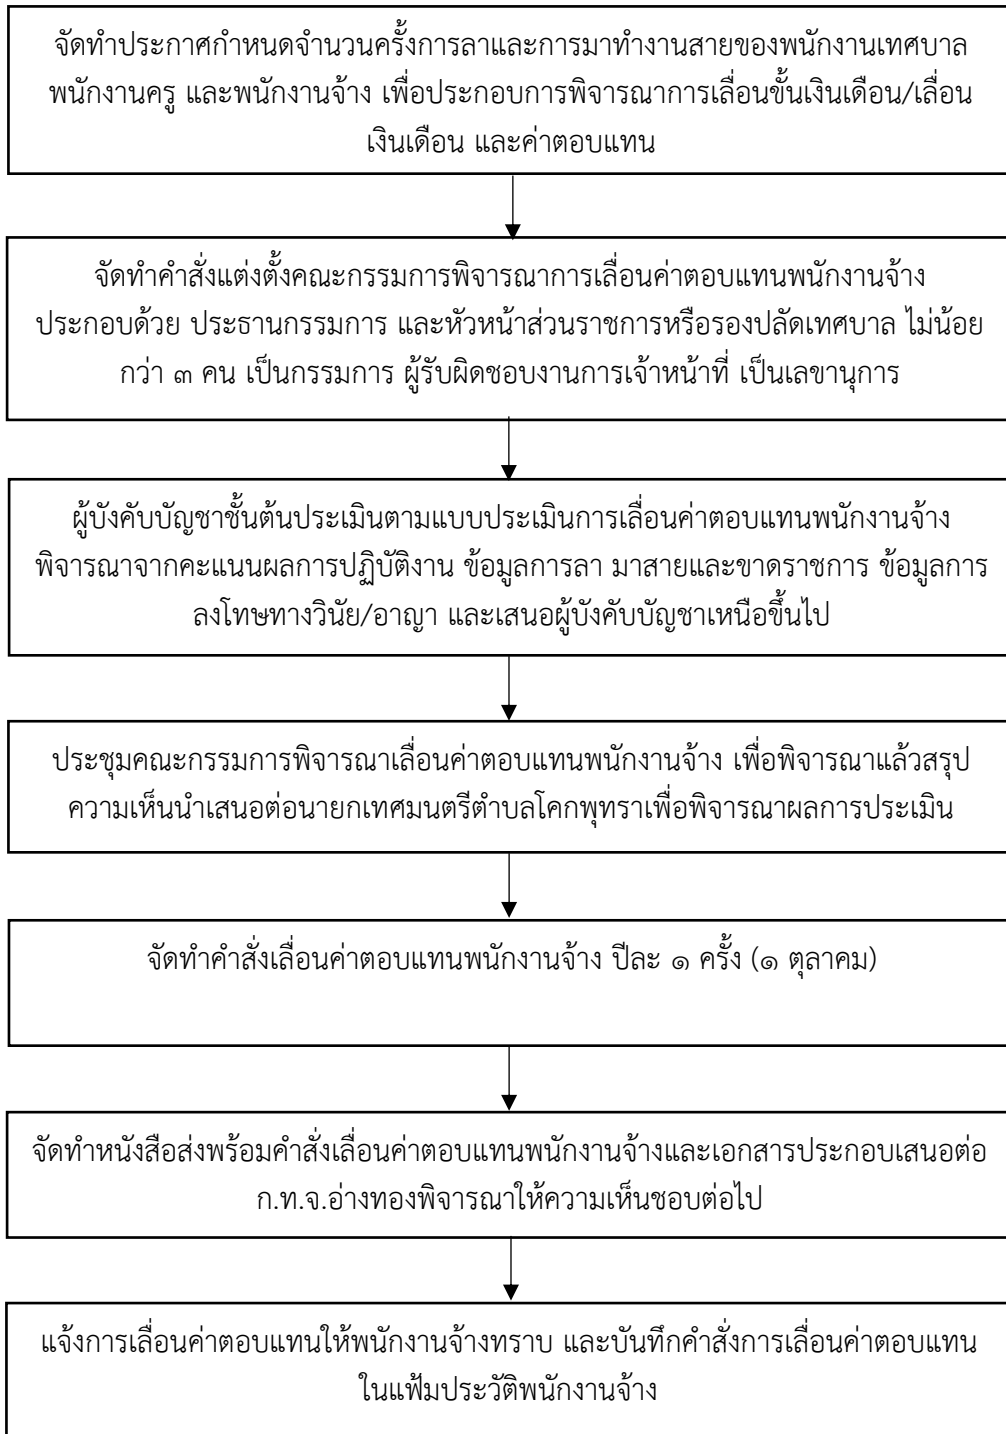 จัดทำประกาศกำหนดจำนวนครั้งการลาและการมาทำงานสายของพนักงานเทศบาล
พนักงานครู และพนักงานจ้าง เพื่อประกอบการพิจารณาการเลื่อนขั้นเงินเดือน/เลื่อน
เงินเดือน และค่าตอบแทน
จัดทำคำสั่งแต่งตั้งคณะกรรมการพิจารณาการเลื่อนค่าตอบแทนพนักงานจ้าง
ประกอบด้วย ประธานกรรมการ และหัวหน้าส่วนราชการหรือรองปลัดเทศบาล ไม่น้อย
กว่า ๓ คน เป็นกรรมการ ผู้รับผิดชอบงานการเจ้าหน้าที่ เป็นเลขานุการ
ผู้บังคับบัญชาชั้นต้นประเมินตามแบบประเมินการเลื่อนค่าตอบแทนพนักงานจ้าง
พิจารณาจากคะแนนผลการปฏิบัติงาน ข้อมูลการลา มาสายและขาดราชการ ข้อมูลการ
ลงโทษทางวินัย/อาญา และเสนอผู้บังคับบัญชาเหนือขึ้นไป
ประชุมคณะกรรมการพิจารณาเลื่อนค่าตอบแทนพนักงานจ้าง เพื่อพิจารณาแล้วสรุป
ความเห็นนำเสนอต่อนายกเทศมนตรีตำบลโคกพุทราเพื่อพิจารณาผลการประเมิน
จัดทำคำสั่งเลื่อนค่าตอบแทนพนักงานจ้าง ปีละ ๑ ครั้ง (๑ ตุลาคม)
จัดทำหนังสือส่งพร้อมคำสั่งเลื่อนค่าตอบแทนพนักงานจ้างและเอกสารประกอบเสนอต่อ
ก.ท.จ.อ่างทองพิจารณาให้ความเห็นชอบต่อไป
แจ้งการเลื่อนค่าตอบแทนให้พนักงานจ้างทราบ และบันทึกคำสั่งการเลื่อนค่าตอบแทน
ในแฟ้มประวัติพนักงานจ้าง